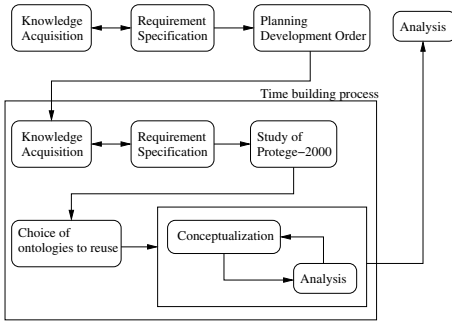 Knowledge
Acquisition
Requirement
Specification
Planning
Development Order
Analysis
Time building process
Knowledge
Acquisition
Requirement
Specification
Study of
Protege−2000
Choice of
ontologies to reuse
Conceptualization
Analysis